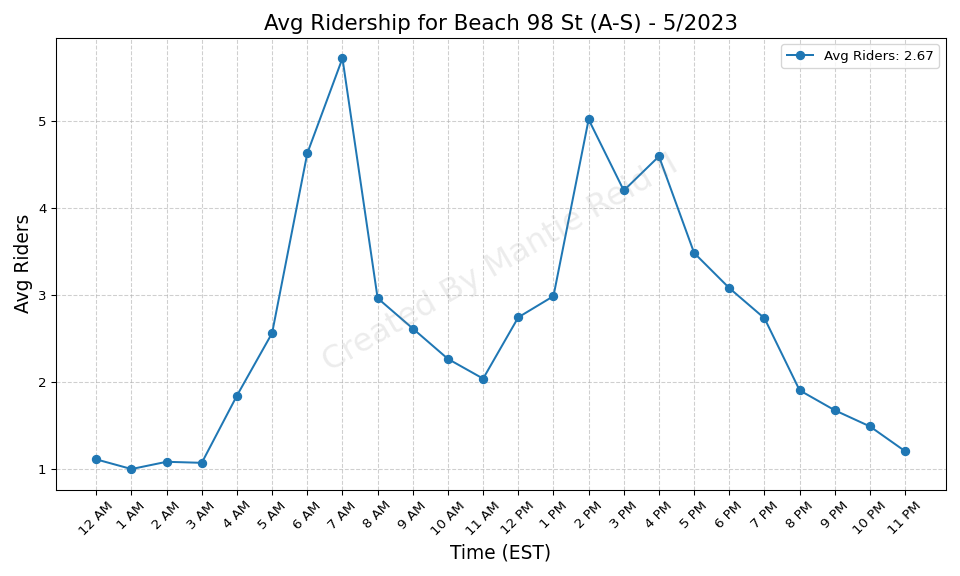 Avg Ridership for Beach 98 St (A-S) - 5/2023
Avg Riders: 2.67
Avg Riders
5
4
3
2
1
12 AM
1 AM
2 AM
3 AM
4 AM
5 AM
6 AM
7 AM
8 AM
9 AM
10 AM
11 AM
12 PM
1 PM
2 PM
3 PM
4 PM
5 PM
6 PM
7 PM
8 PM
9 PM
10 PM
11 PM
Time (EST)
Created By Mantle